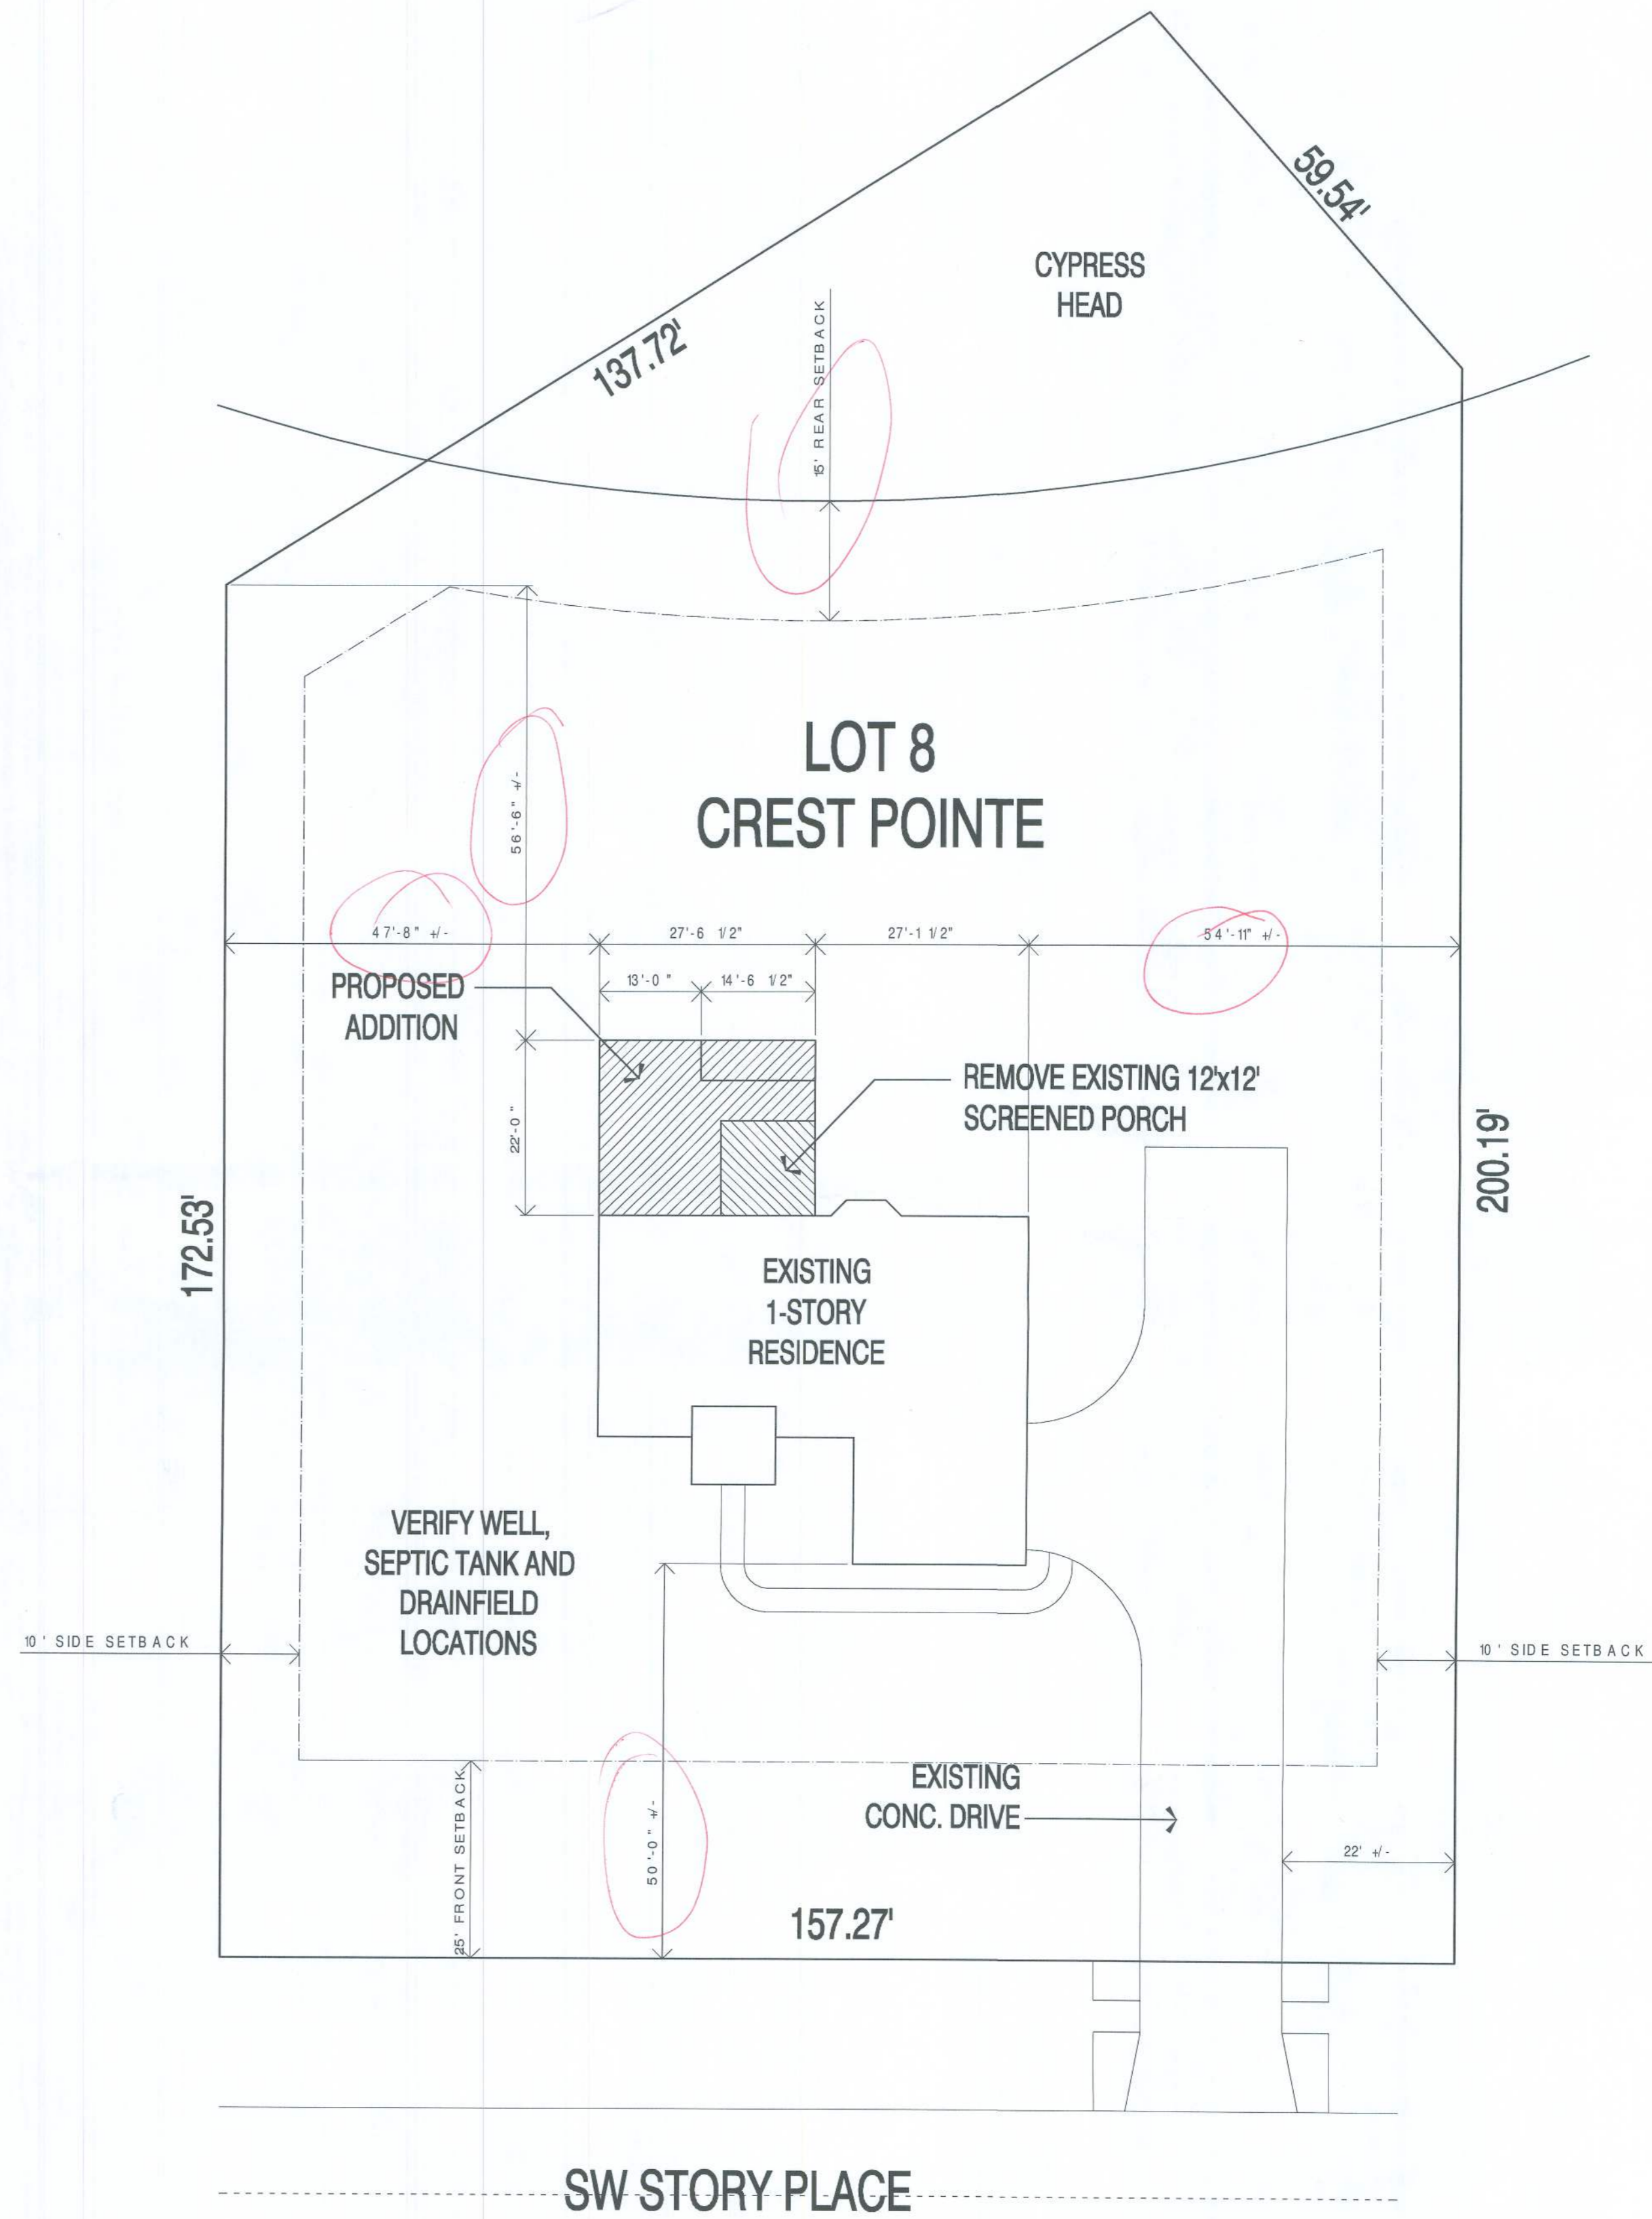 59.54'
CYPRESS
HEAD
137.72'
15' REAR SETBACK
LOT 8
CREST POINTE
56'-6" +/-
47'-8" +/-
27'-6 1/2"
27'-1 1/2"
54'-11" +/-
13'-0"
14'-6 1/2"
PROPOSED
ADDITION
REMOVE EXISTING 12'x12'
SCREENED PORCH
22'-0"
200.19'
172.53'
EXISTING
1-STORY
RESIDENCE
VERIFY WELL,
SEPTIC TANK AND
DRAINFIELD
LOCATIONS
10' SIDE SETBACK
10' SIDE SETBACK
25' FRONT SETBACK
50'-0" +/-
EXISTING
CONC. DRIVE
22' +/-
157.27'
SW STORY PLACE